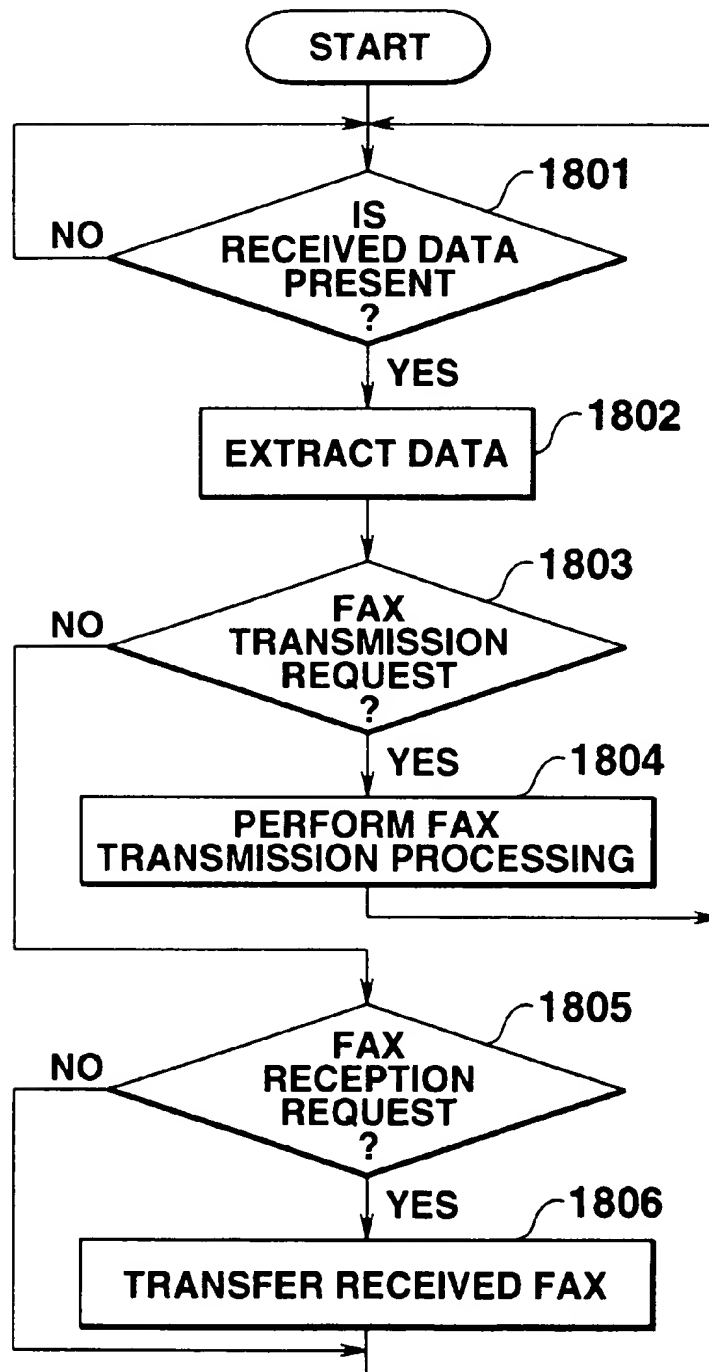 START
1801
IS
RECEIVED DATA
PRESENT
?
NO
YES
1802
EXTRACT DATA
1803
FAX
TRANSMISSION
REQUEST
?
NO
YES
1804
PERFORM FAX
TRANSMISSION PROCESSING
1805
FAX
RECEPTION
REQUEST
?
NO
YES
1806
TRANSFER RECEIVED FAX